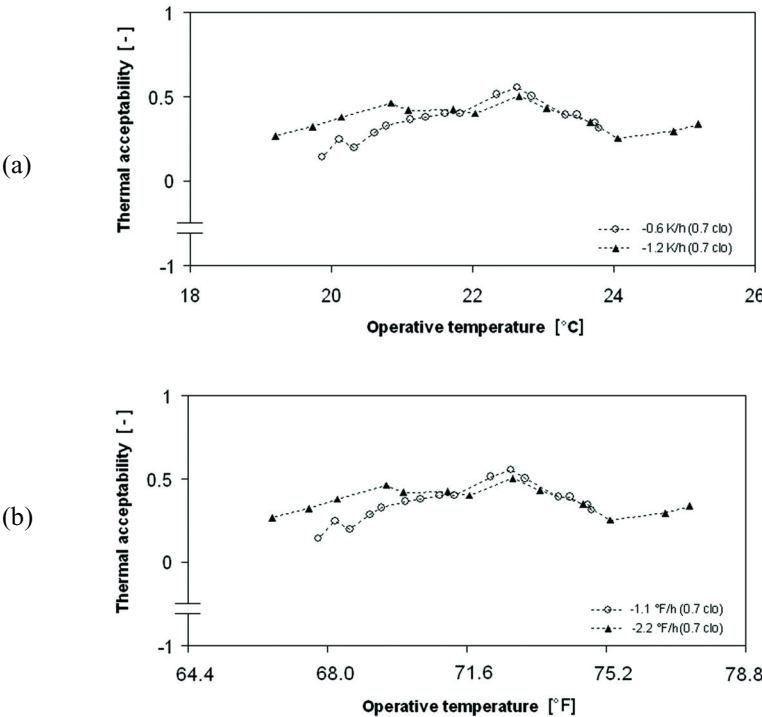 (a)
Thermal acceptability [-]
1
0.5
0
-1
-0.6 K/h (0.7 clo)
-1.2 K/h (0.7 clo)
18 20 22 24 26
Operative temperature [°C]
(b)
Thermal acceptability [-]
1
0.5
0
-1
-1.1 °F/h (0.7 clo)
-2.2 °F/h (0.7 clo)
64.4 68.0 71.6 75.2 78.8
Operative temperature [°F]